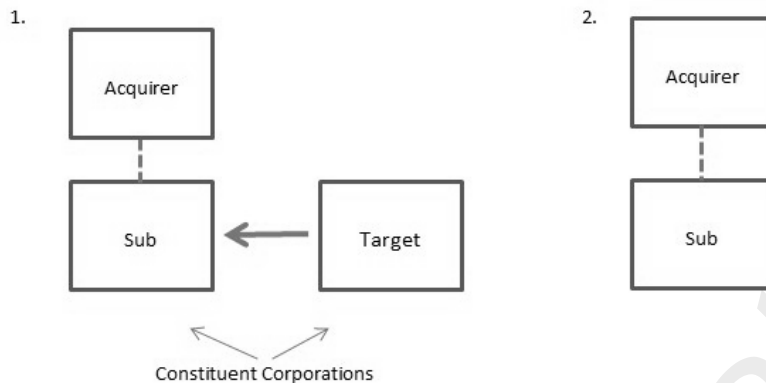 1.
2.
Acquirer
Acquirer
Sub
Target
Sub
Constituent Corporations